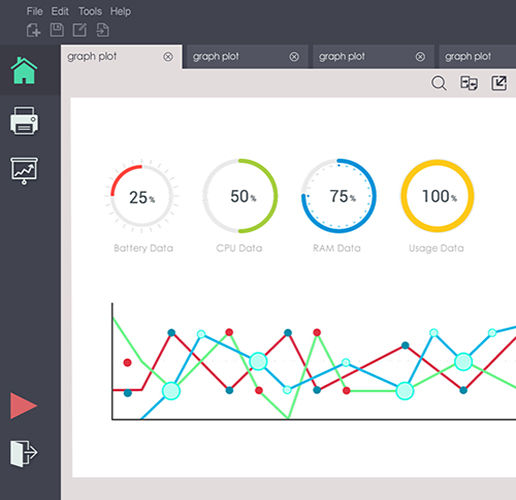 File Edit Tools Help
graph plot graph plot graph plot graph plot
25% 50% 75% 100%
Battery Data CPU Data RAM Data Usage Data